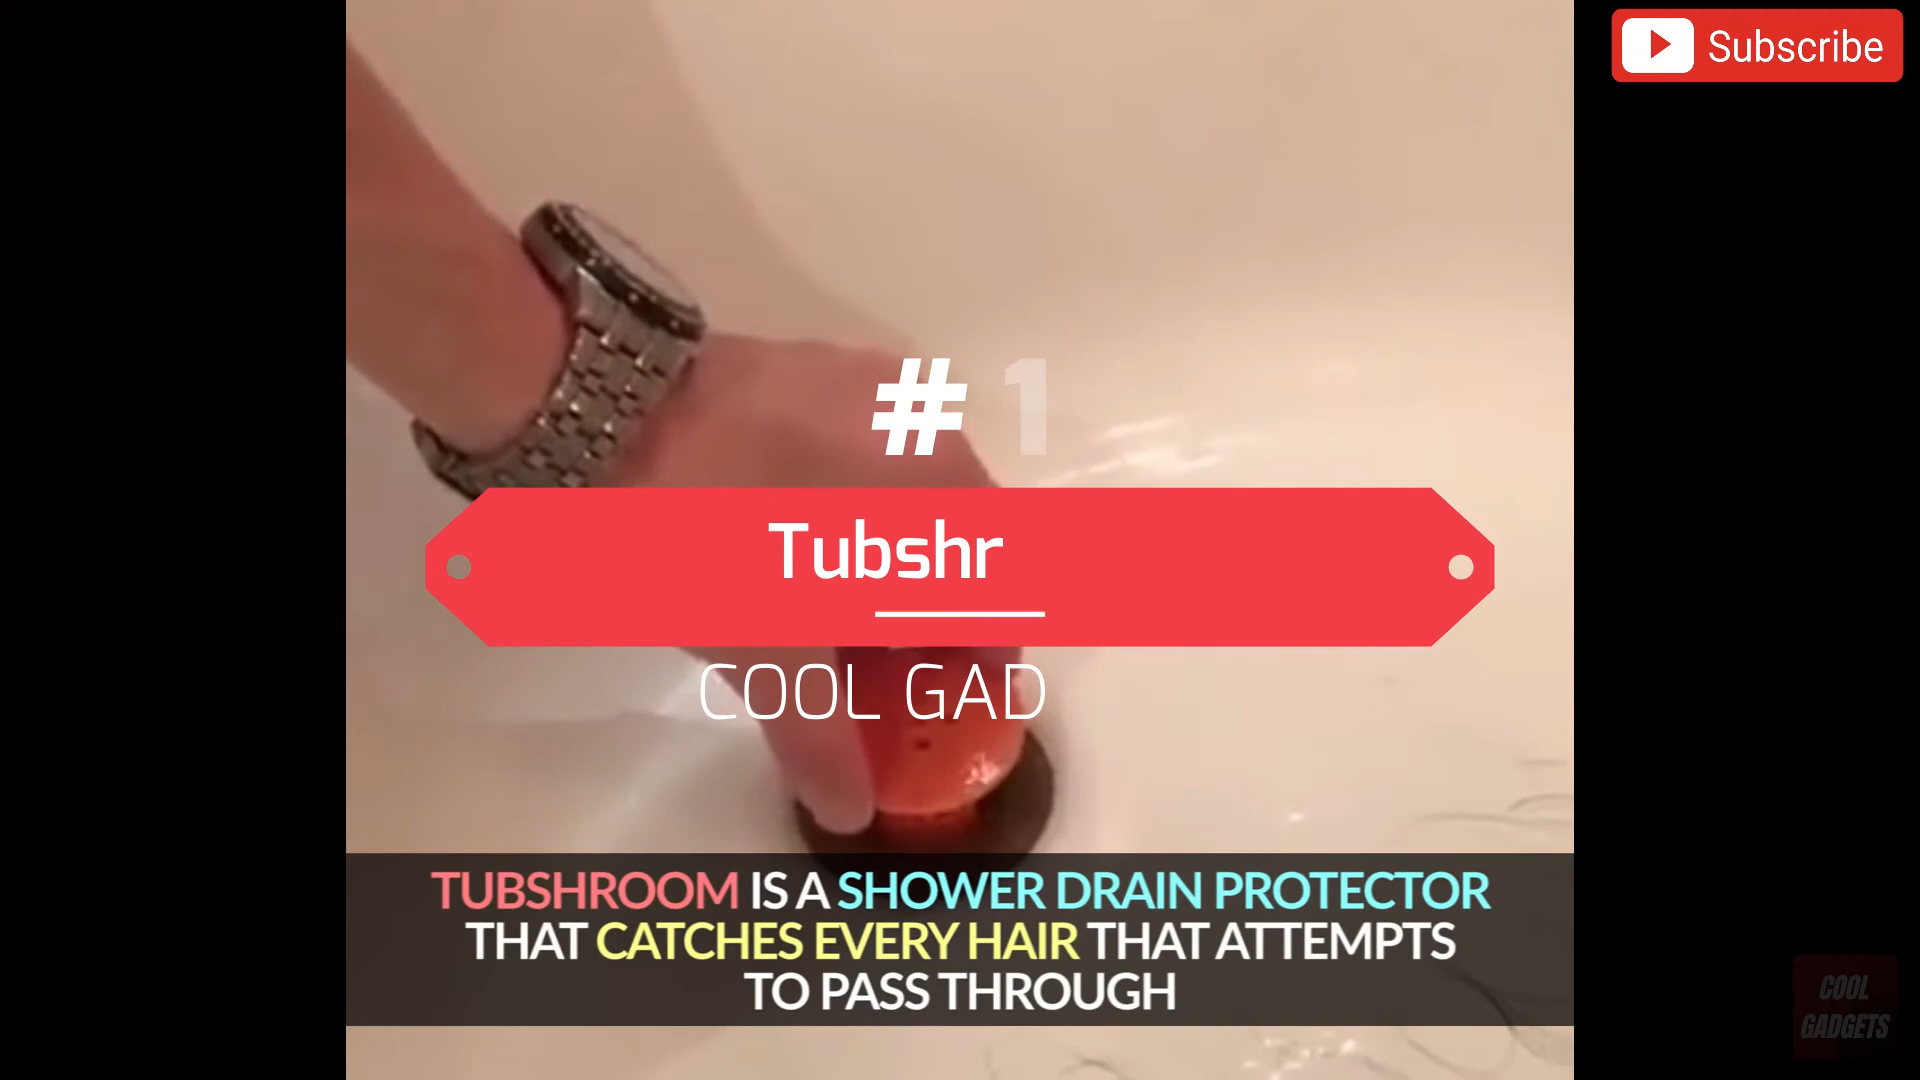 Subscribe
# 1
Tubshr
COOL GAD
TUBSHROOM IS A SHOWER DRAIN PROTECTOR
THAT CATCHES EVERY HAIR THAT ATTEMPTS
TO PASS THROUGH
COOL
GADGETS